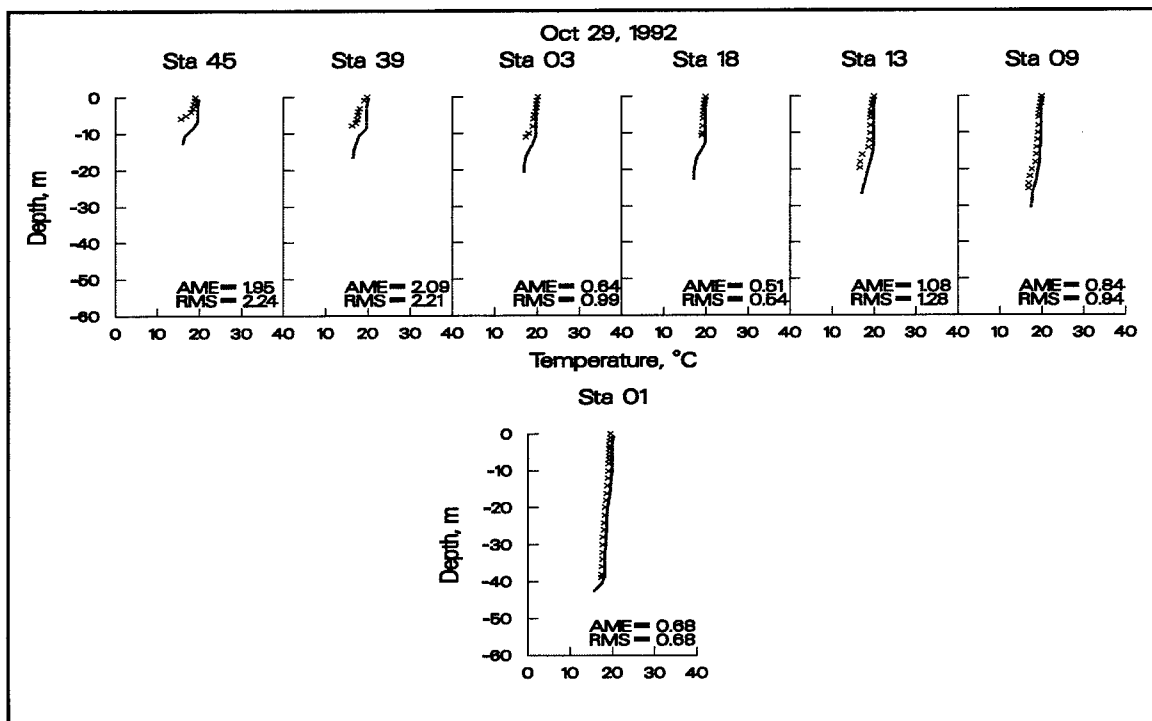 Oct 29, 1992
Sta 45 Sta 39 Sta 03 Sta 18 Sta 13 Sta 09
0
-10
-20
-30
-40
-50
-60
Depth, m
AME= 1.95
RMS= 2.24
AME= 2.09
RMS= 2.21
AME= 0.64
RMS= 0.99
AME= 0.51
RMS= 0.54
AME= 1.08
RMS= 1.28
AME= 0.84
RMS= 0.94
0 10 20 30 40 10 20 30 40 10 20 30 40 10 20 30 40 10 20 30 40 10 20 30 40
Temperature, °C
Sta 01
0
-10
-20
-30
-40
-50
-60
Depth, m
AME= 0.68
RMS= 0.68
0 10 20 30 40